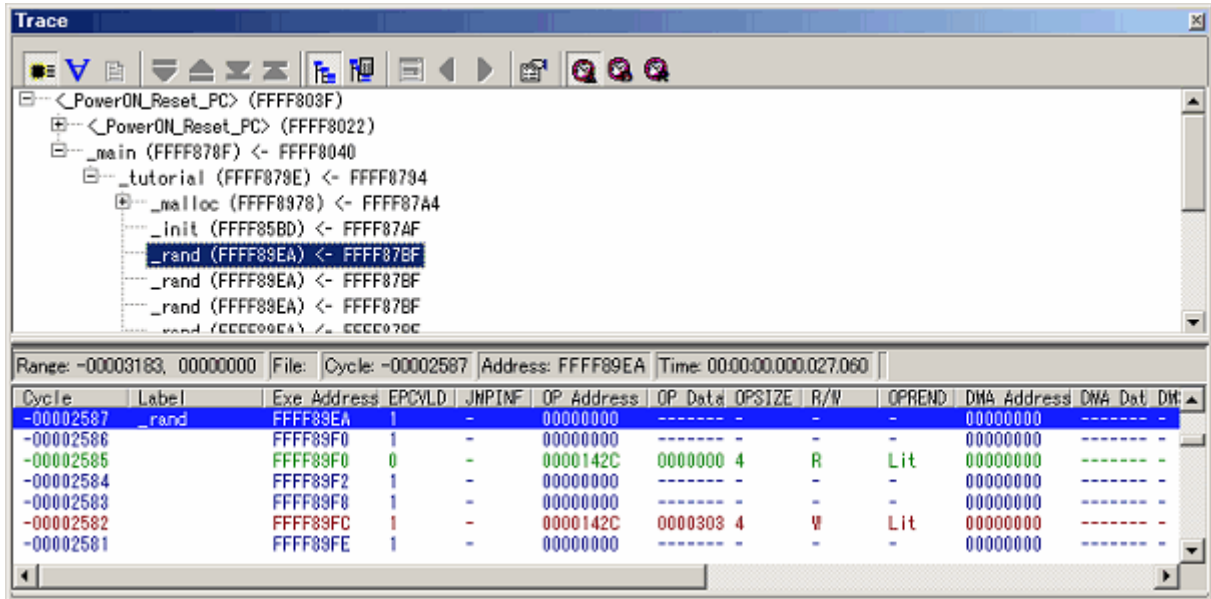 Trace
<_PowerON_Reset_PC> (FFFF803F)
<_PowerON_Reset_PC> (FFFF8022)
_main (FFFF878F) <- FFFF8040
_tutorial (FFFF879E) <- FFFF8794
_malloc (FFFF8978) <- FFFF87A4
_init (FFFF85BD) <- FFFF87AF
_rand (FFFF89EA) <- FFFF87BF
_rand (FFFF89EA) <- FFFF87BF
_rand (FFFF89EA) <- FFFF87BF
_rand (FFFF89EA) <- FFFF87BF
Range: -00003183, 00000000 File: Cycle: -00002587 Address: FFFF89EA Time: 00:00:00.000.027.060
Cycle Label Exe Address EPCVLD JMPINF OP Address OP Data OPSIZE R/W OPREND DMA Address DMA Dat
-00002587 _rand FFFF89EA 1 - 00000000 ------- - - - 00000000 ------- -
-00002586 FFFF89F0 1 - 00000000 ------- - - - 00000000 ------- -
-00002585 FFFF89F0 0 - 0000142C 0000000 4 R Lit 00000000 ------- -
-00002584 FFFF89F2 1 - 00000000 ------- - - - 00000000 ------- -
-00002583 FFFF89F8 1 - 00000000 ------- - - - 00000000 ------- -
-00002582 FFFF89FC 1 - 0000142C 0000303 4 W Lit 00000000 ------- -
-00002581 FFFF89FE 1 - 00000000 ------- - - - 00000000 ------- -